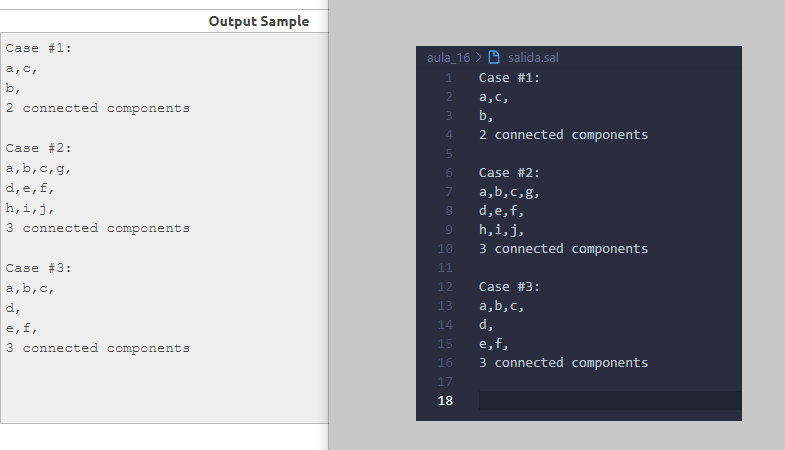 Output Sample
Case #1:
a,c,
b,
2 connected components
Case #2:
a,b,c,g,
d,e,f,
h,i,j,
3 connected components
Case #3:
a,b,c,
d,
e,f,
3 connected components
aula_16 > salida.sal
1 Case #1:
2 a,c,
3 b,
4 2 connected components
5
6 Case #2:
7 a,b,c,g,
8 d,e,f,
9 h,i,j,
10 3 connected components
11
12 Case #3:
13 a,b,c,
14 d,
15 e,f,
16 3 connected components
17
18